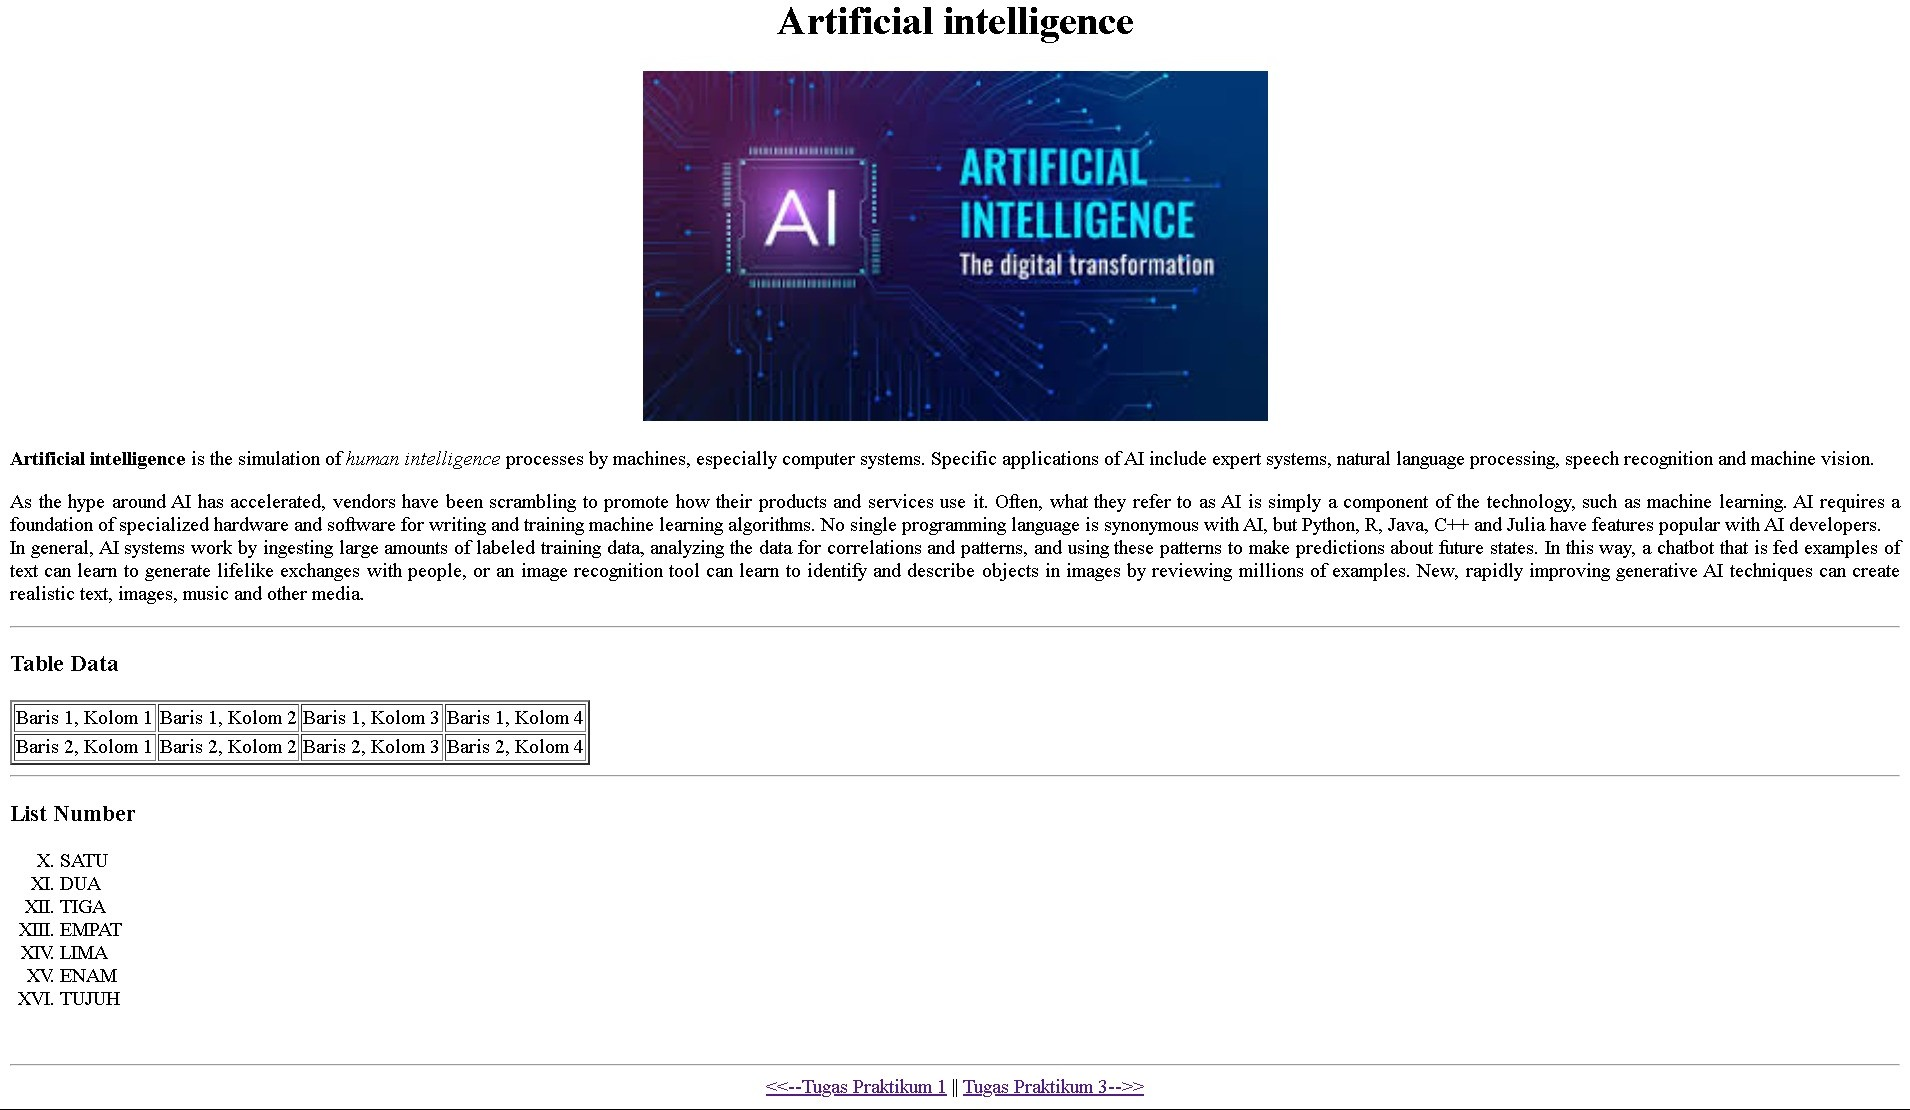 Artificial intelligence
AI
ARTIFICIAL
INTELLIGENCE
The digital transformation
Artificial intelligence is the simulation of human intelligence processes by machines, especially computer systems. Specific applications of AI include expert systems, natural language processing, speech recognition and machine vision.
As the hype around AI has accelerated, vendors have been scrambling to promote how their products and services use it. Often, what they refer to as AI is simply a component of the technology, such as machine learning. AI requires a
foundation of specialized hardware and software for writing and training machine learning algorithms. No single programming language is synonymous with AI, but Python, R, Java, C++ and Julia have features popular with AI developers.
In general, AI systems work by ingesting large amounts of labeled training data, analyzing the data for correlations and patterns, and using these patterns to make predictions about future states. In this way, a chatbot that is fed examples of
text can learn to generate lifelike exchanges with people, or an image recognition tool can learn to identify and describe objects in images by reviewing millions of examples. New, rapidly improving generative AI techniques can create
realistic text, images, music and other media.
Table Data
Baris 1, Kolom 1 Baris 1, Kolom 2 Baris 1, Kolom 3 Baris 1, Kolom 4
Baris 2, Kolom 1 Baris 2, Kolom 2 Baris 2, Kolom 3 Baris 2, Kolom 4
List Number
X. SATU
XI. DUA
XII. TIGA
XIII. EMPAT
XIV. LIMA
XV. ENAM
XVI. TUJUH
<<--Tugas Praktikum 1 || Tugas Praktikum 3-->>